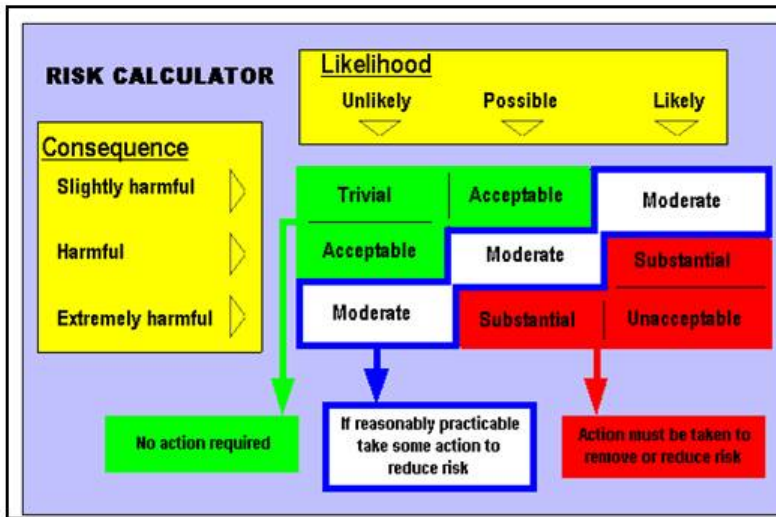 RISK CALCULATOR
Likelihood
Unlikely Possible Likely
Consequence
Slightly harmful
Harmful
Extremely harmful
Trivial Acceptable Moderate
Acceptable Moderate Substantial
Moderate Substantial Unacceptable
No action required
If reasonably practicable
take some action to
reduce risk
Action must be taken to
remove or reduce risk